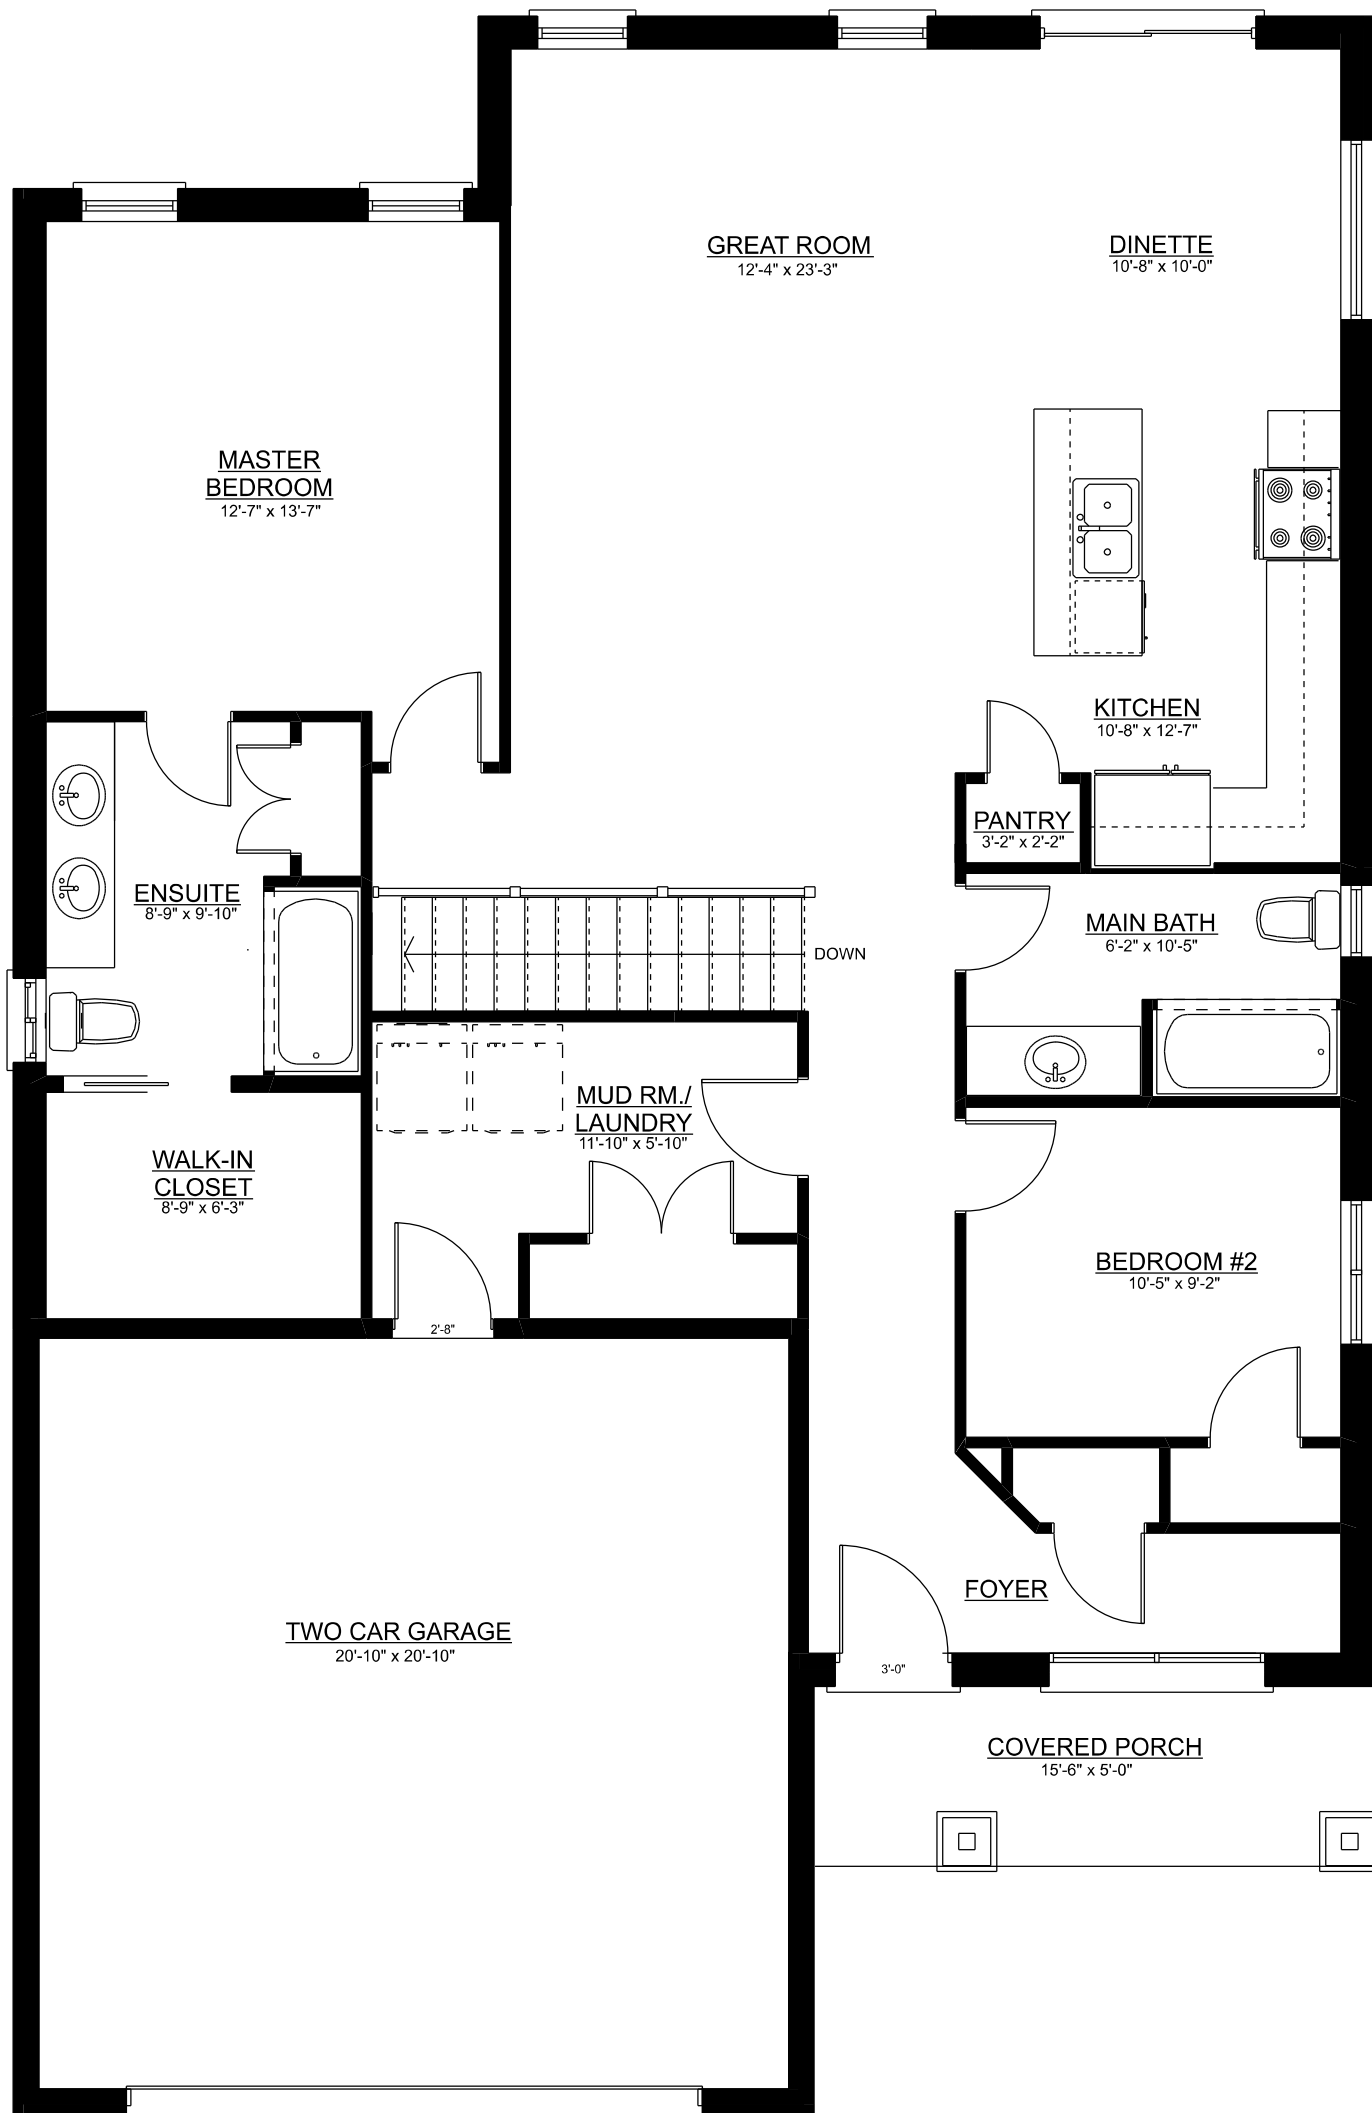 GREAT ROOM
12'-4" x 23'-3"
DINETTE
10'-8" x 10'-0"
MASTER
BEDROOM
12'-7" x 13'-7"
KITCHEN
10'-8" x 12'-7"
PANTRY
3'-2" x 2'-2"
ENSUITE
8'-9" x 9'-10"
MAIN BATH
6'-2" x 10'-5"
DOWN
MUD RM./
LAUNDRY
11'-10" x 5'-10"
WALK-IN
CLOSET
8'-9" x 6'-3"
BEDROOM #2
10'-5" x 9'-2"
2'-8"
FOYER
TWO CAR GARAGE
20'-10" x 20'-10"
3'-0"
COVERED PORCH
15'-6" x 5'-0"